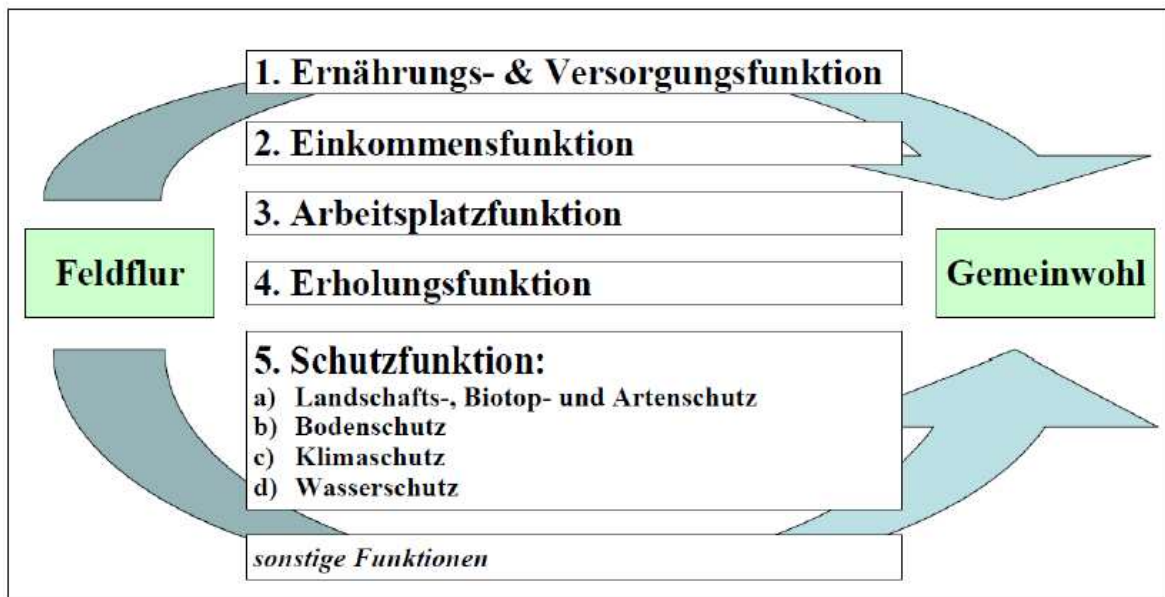 1. Ernährungs- & Versorgungsfunktion
2. Einkommensfunktion
3. Arbeitsplatzfunktion
Feldflur
4. Erholungsfunktion
Gemeinwohl
5. Schutzfunktion:
a) Landschafts-, Biotop- und Artenschutz
b) Bodenschutz
c) Klimaschutz
d) Wasserschutz
sonstige Funktionen